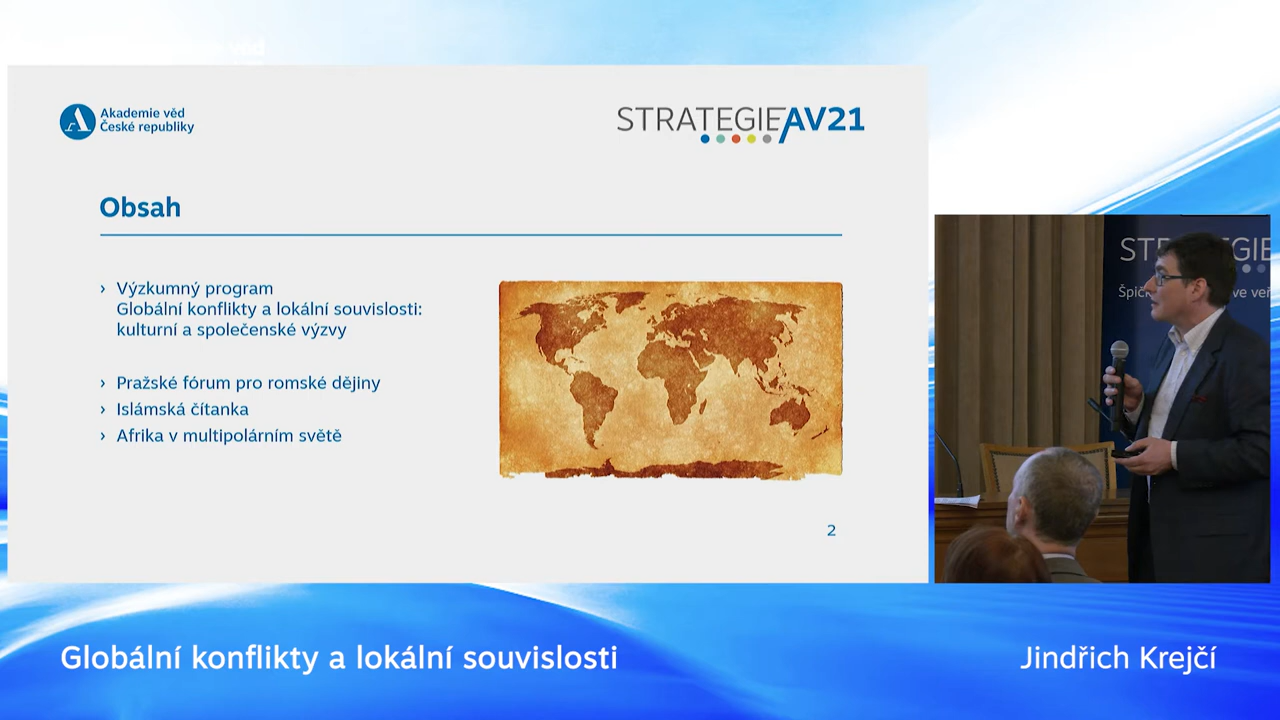 Akademie věd
České republiky
STRATEGIE AV21
Obsah
› Výzkumný program
Globální konflikty a lokální souvislosti:
kulturní a společenské výzvy
› Pražské fórum pro romské dějiny
› Islámská čítanka
› Afrika v multipolárním světě
2
Globální konflikty a lokální souvislosti
Jindřich Krejčí